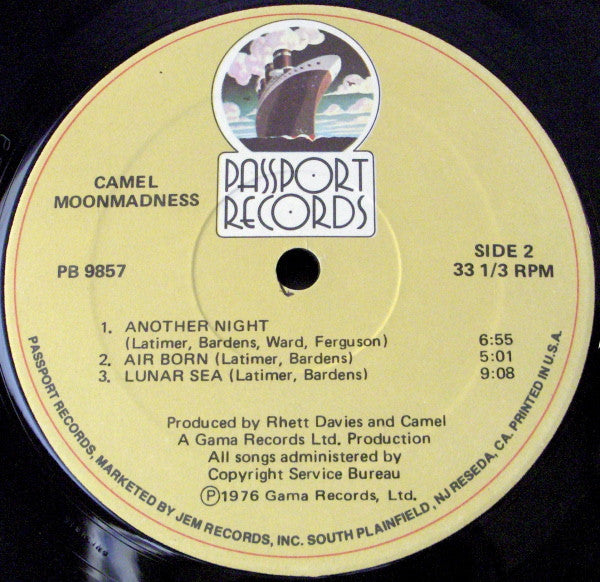 PASSPORT
RECORDS
CAMEL
MOONMADNESS
PB 9857
SIDE 2
33 1/3 RPM
1. ANOTHER NIGHT
(Latimer, Bardens, Ward, Ferguson) 6:55
2. AIR BORN (Latimer, Bardens) 5:01
3. LUNAR SEA (Latimer, Bardens) 9:08
Produced by Rhett Davies and Camel
A Gama Records Ltd. Production
All songs administered by
Copyright Service Bureau
Ⓟ1976 Gama Records, Ltd.
PASSPORT RECORDS, MARKETED BY JEM RECORDS, INC. SOUTH PLAINFIELD, NJ RESEDA, CA. PRINTED IN U.S.A.